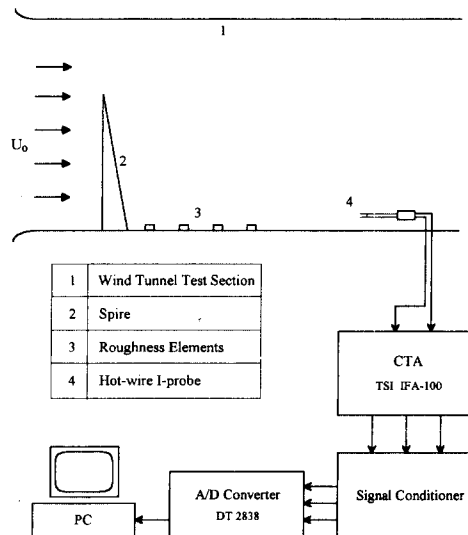 1
U₀
2
3
4
1 Wind Tunnel Test Section
2 Spire
3 Roughness Elements
4 Hot-wire I-probe
CTA
TSI IFA-100
A/D Converter
DT 2838
Signal Conditioner
PC